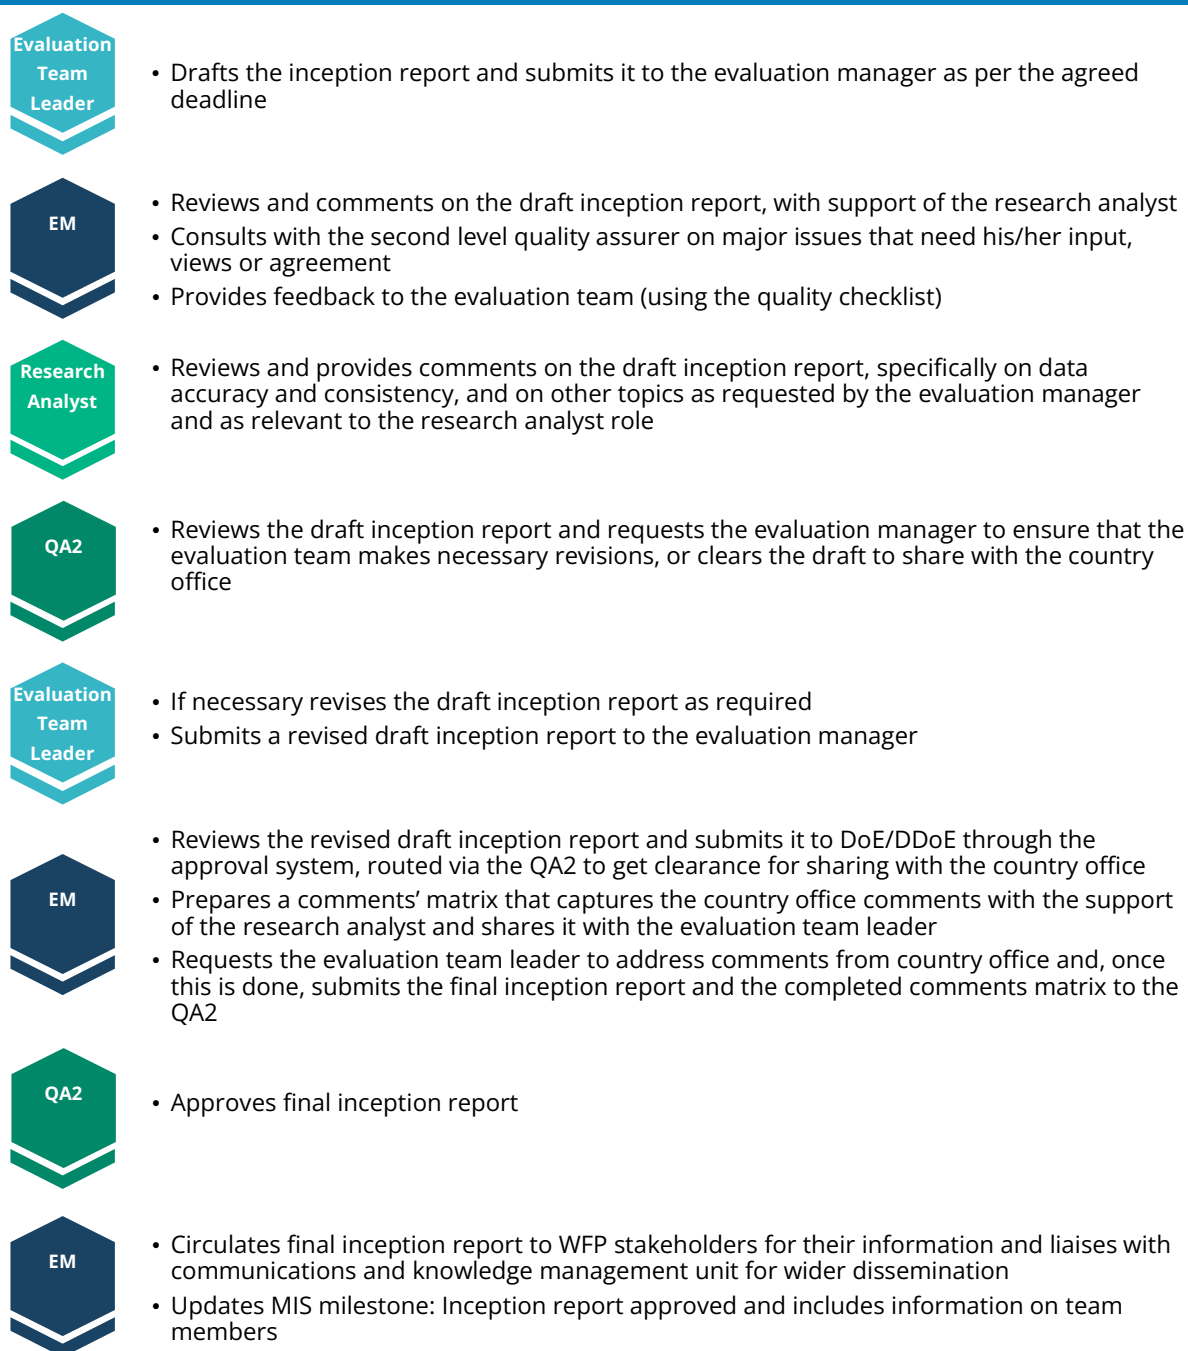 Evaluation
Team
Leader
• Drafts the inception report and submits it to the evaluation manager as per the agreed
deadline
EM
• Reviews and comments on the draft inception report, with support of the research analyst
• Consults with the second level quality assurer on major issues that need his/her input,
views or agreement
• Provides feedback to the evaluation team (using the quality checklist)
Research
Analyst
• Reviews and provides comments on the draft inception report, specifically on data
accuracy and consistency, and on other topics as requested by the evaluation manager
and as relevant to the research analyst role
QA2
• Reviews the draft inception report and requests the evaluation manager to ensure that the
evaluation team makes necessary revisions, or clears the draft to share with the country
office
Evaluation
Team
Leader
• If necessary revises the draft inception report as required
• Submits a revised draft inception report to the evaluation manager
EM
• Reviews the revised draft inception report and submits it to DoE/DDoE through the
approval system, routed via the QA2 to get clearance for sharing with the country office
• Prepares a comments’ matrix that captures the country office comments with the support
of the research analyst and shares it with the evaluation team leader
• Requests the evaluation team leader to address comments from country office and, once
this is done, submits the final inception report and the completed comments matrix to the
QA2
QA2
• Approves final inception report
EM
• Circulates final inception report to WFP stakeholders for their information and liaises with
communications and knowledge management unit for wider dissemination
• Updates MIS milestone: Inception report approved and includes information on team
members